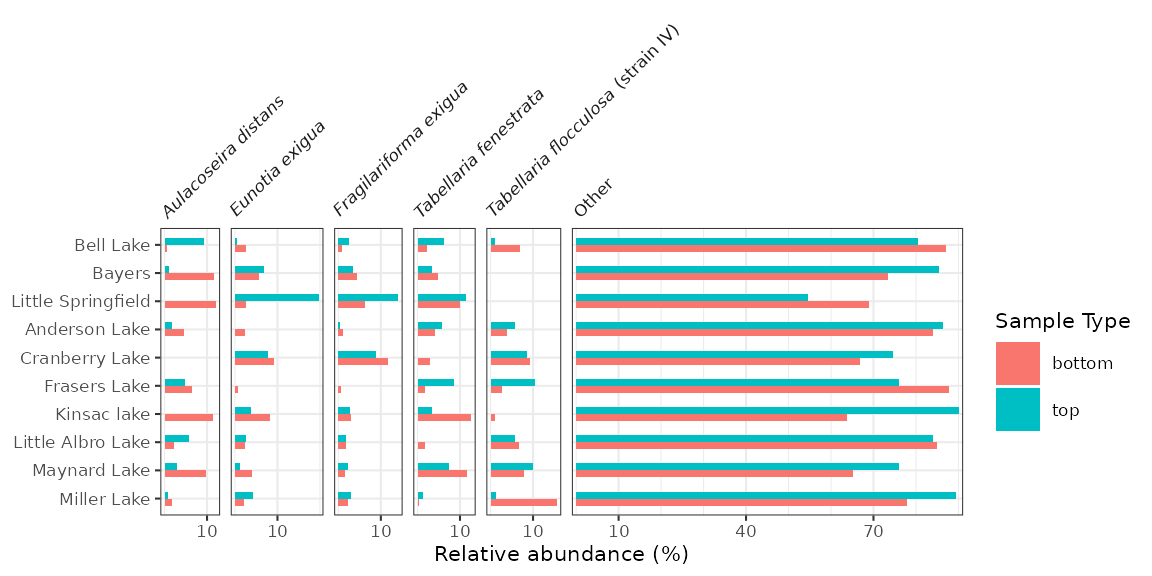 Aulacoseira distans
Eunotia exigua
Fragilariforma exigua
Tabellaria fenestrata
Tabellaria flocculosa (strain IV)
Other
Bell Lake
Bayers
Little Springfield
Anderson Lake
Cranberry Lake
Frasers Lake
Kinsac lake
Little Albro Lake
Maynard Lake
Miller Lake
10 10 10 10 10 10 40 70
Relative abundance (%)
Sample Type
bottom
top